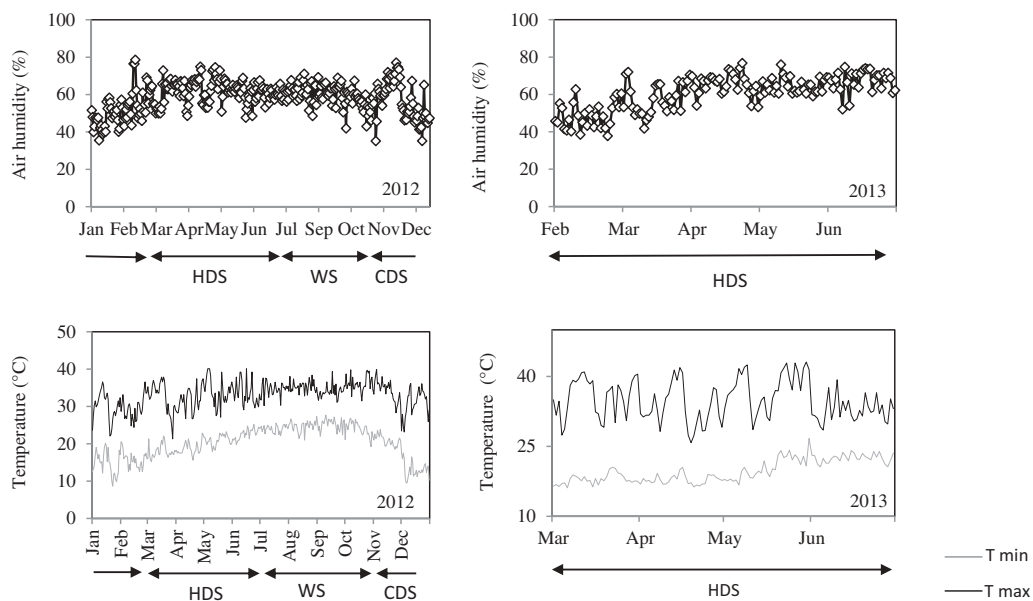 Air humidity (%)
100
80
60
40
20
0
2012
Jan Feb Mar Apr May Jun Jul Sep Oct Nov Dec
HDS WS CDS
Air humidity (%)
100
80
60
40
20
0
2013
Feb Mar Apr May Jun
HDS
Temperature (°C)
50
40
30
20
10
0
2012
Jan Feb Mar Apr May Jun Jul Aug Sep Oct Nov Dec
HDS WS CDS
Temperature (°C)
40
25
10
2013
Mar Apr May Jun
HDS
T min
T max